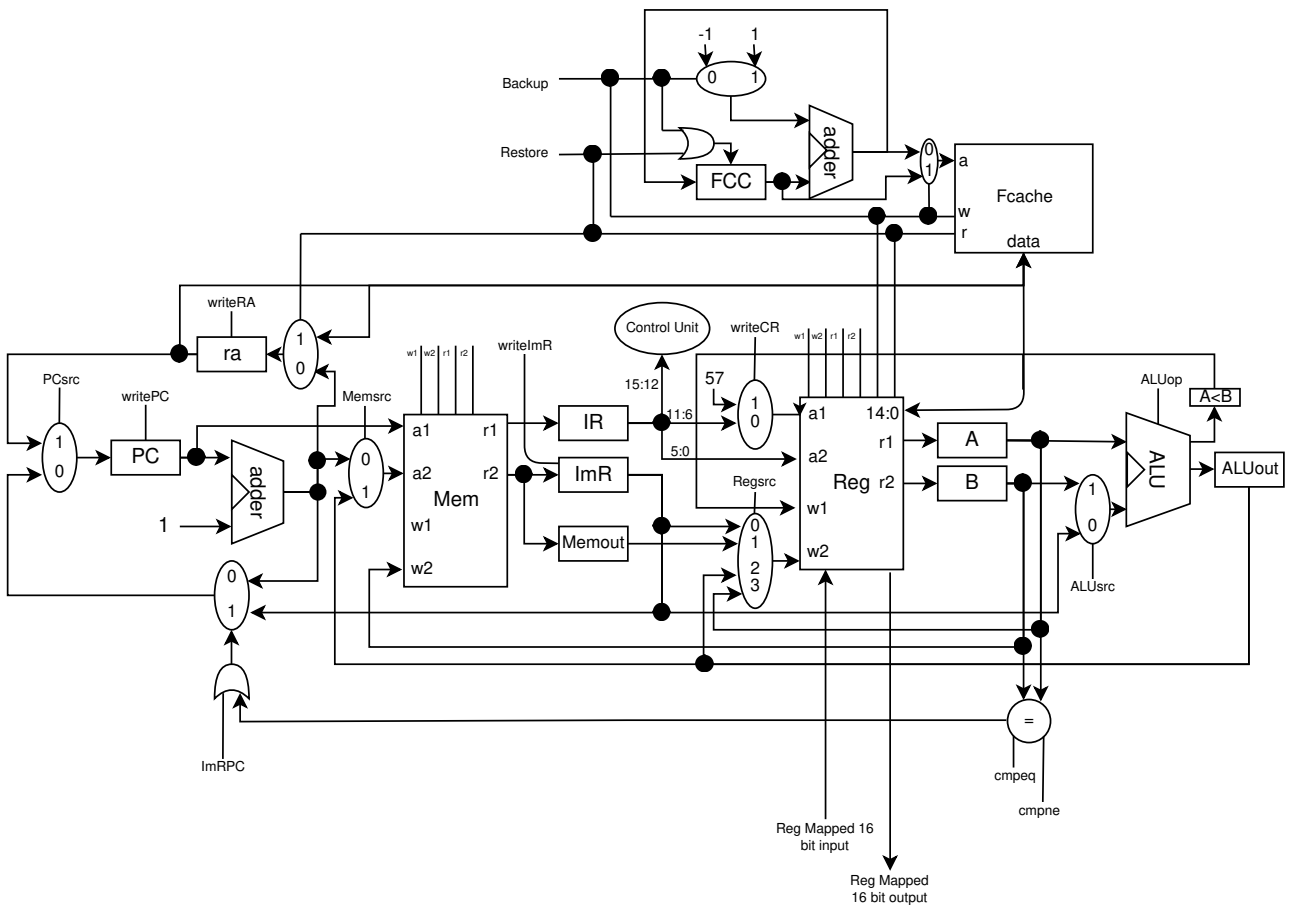 -1 1
Backup
0 1
adder
Restore
FCC
0
1
a
Fcache
w
r
data
writeRA
ra
1
0
Control Unit
writeCR
w1 w2 r1 r2
writeImR
w1 w2 r1 r2
PCsrc
writePC
Memsrc
15:12
57
ALUop
A<B
1
0
PC
adder
1
0
1
a1
a2
Mem
w1
w2
r1
r2
IR
11:6
5:0
ImR
Memout
1
0
a1
a2
Reg
w1
w2
14:0
r1
r2
A
B
Regsrc
0
1
2
3
1
0
ALUsrc
ALU
ALUout
0
1
ImRPC
=
cmpeq
cmpne
Reg Mapped 16
bit input
Reg Mapped
16 bit output